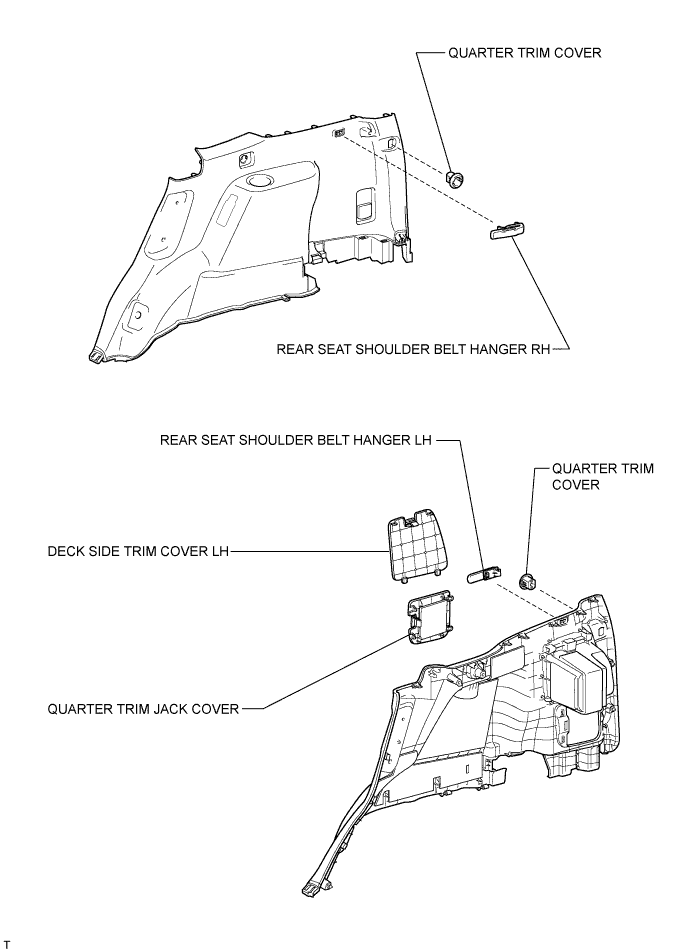 QUARTER TRIM COVER
REAR SEAT SHOULDER BELT HANGER RH
REAR SEAT SHOULDER BELT HANGER LH
QUARTER TRIM
COVER
DECK SIDE TRIM COVER LH
QUARTER TRIM JACK COVER
T